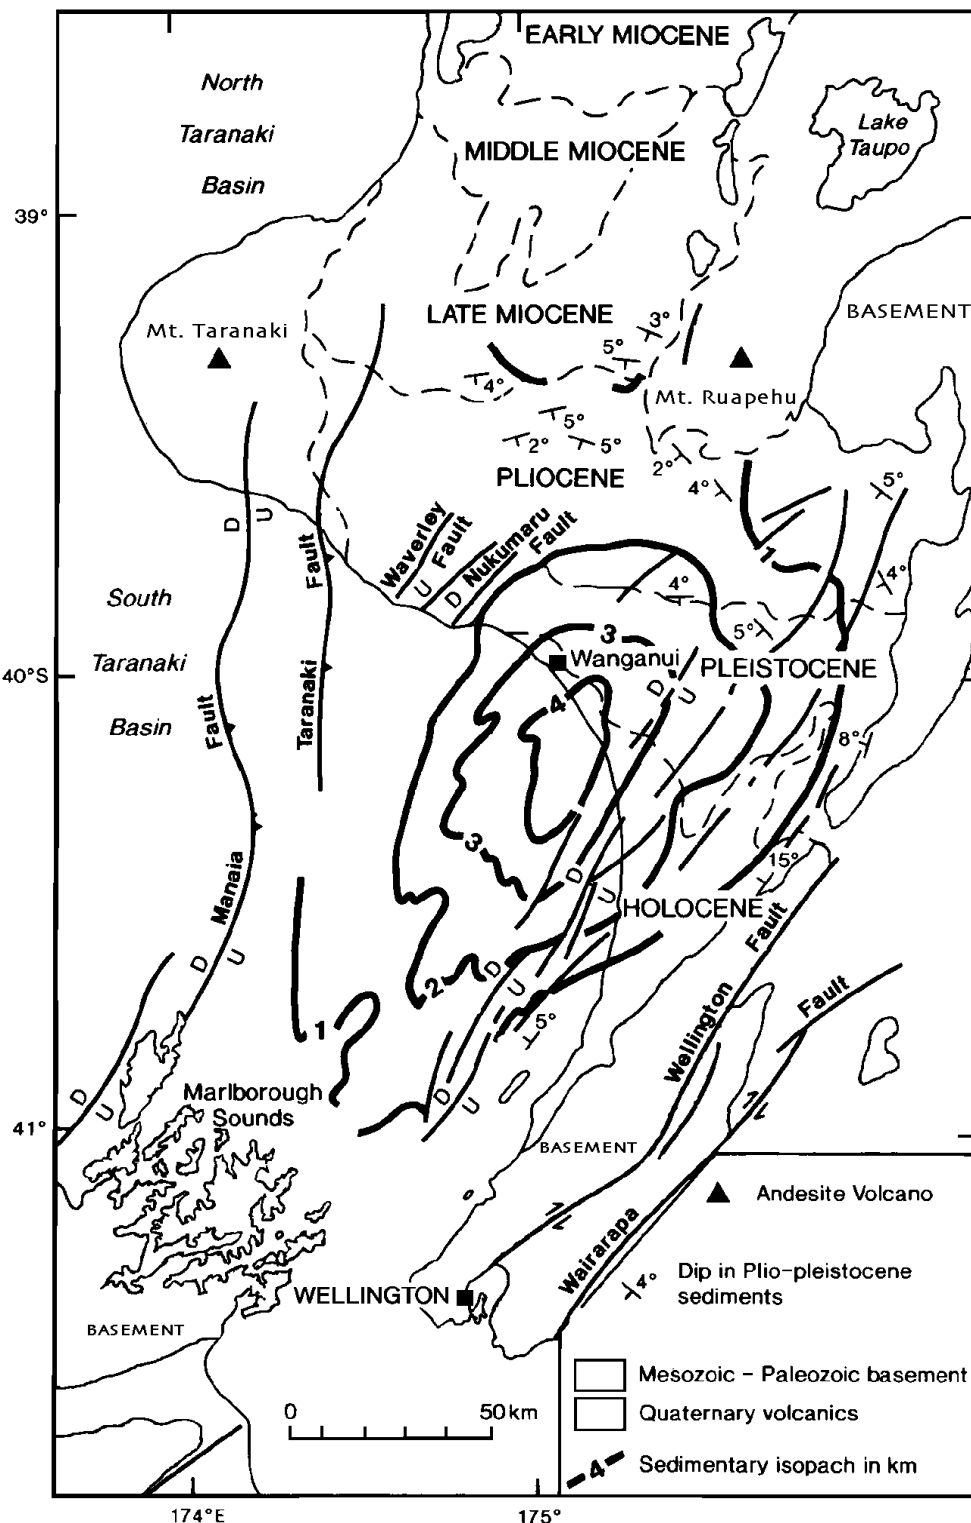 EARLY MIOCENE
North
Taranaki
Basin
Lake
Taupo
MIDDLE MIOCENE
39°
LATE MIOCENE
BASEMENT
3°
Mt. Taranaki
5°
4°
Mt. Ruapehu
5°
2°
5°
2°
PLIOCENE
4°
5°
D
U
Waverley
Fault
Nukumaru
Fault
1
Fault
U
D
4°
4°
South
3
5°
Taranaki
Wanganui
PLEISTOCENE
40°S
D
U
Taranaki
4
Fault
Basin
8°
3
15°
Manaia
D
U
HOLOCENE
Fault
D
U
D
2
U
Fault
1
5°
Wellington
D
U
Marlborough
Sounds
D
U
41°
BASEMENT
Andesite Volcano
Wairarapa
4°
Dip in Plio-pleistocene
sediments
WELLINGTON
BASEMENT
Mesozoic - Paleozoic basement
0
50km
Quaternary volcanics
4
Sedimentary isopach in km
174°E
175°